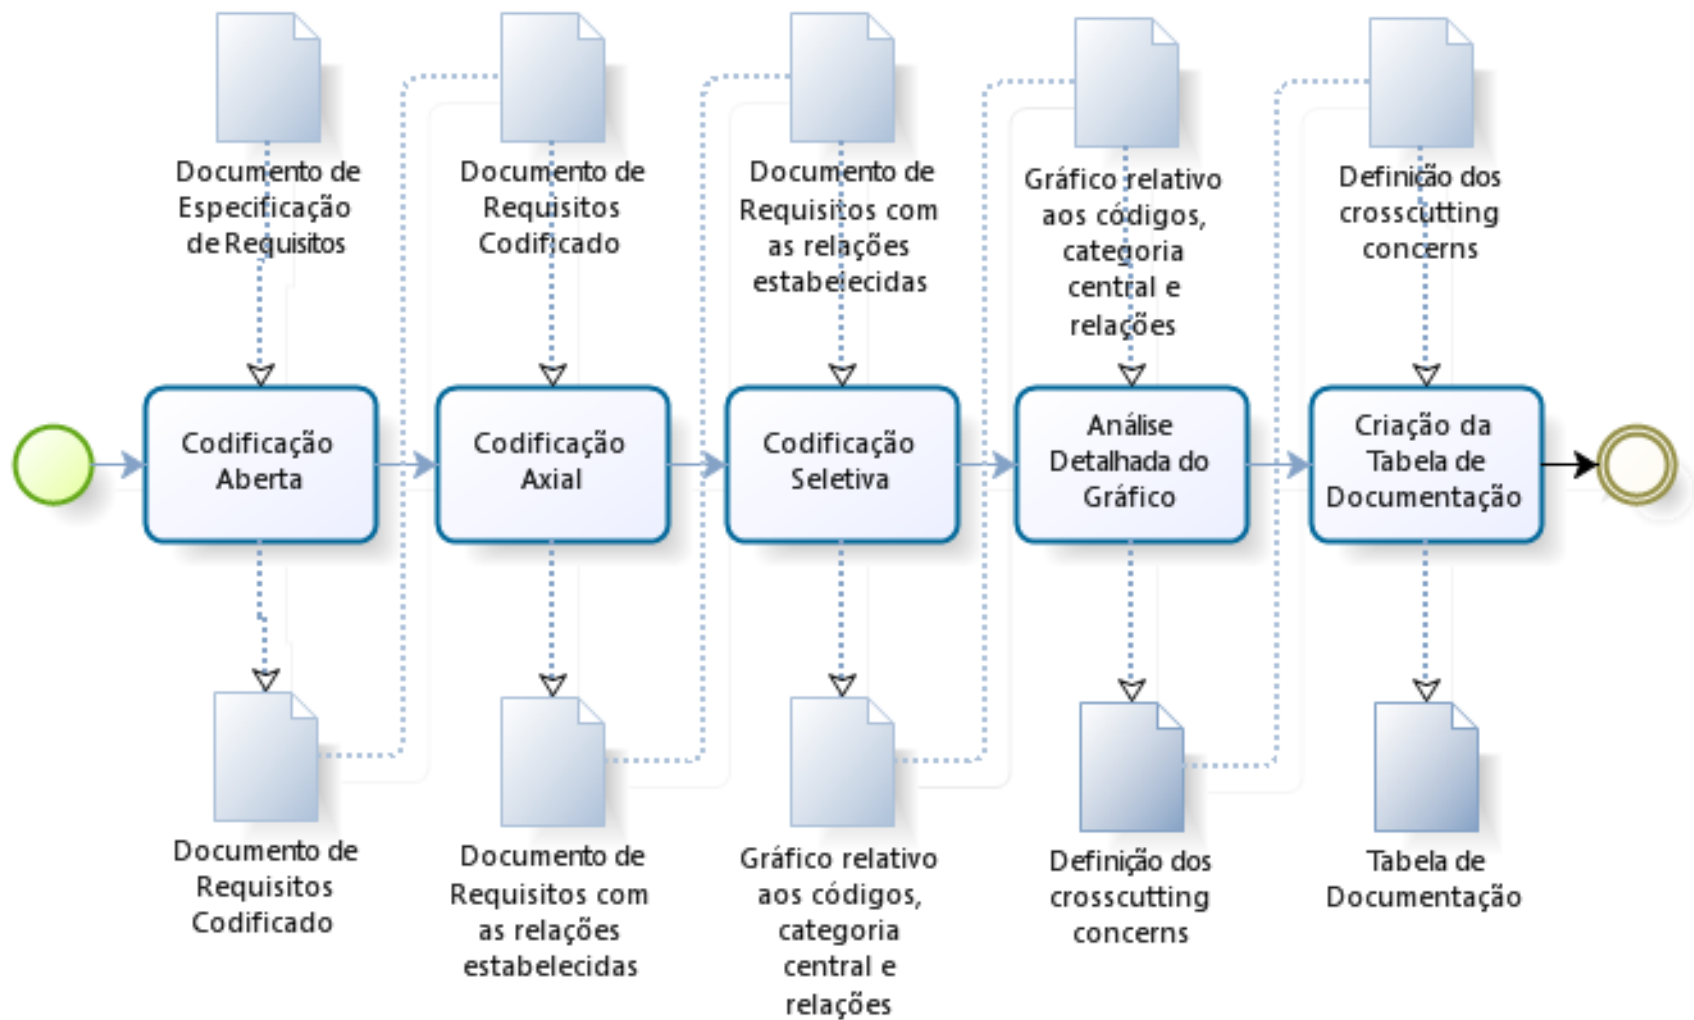 Documento de
Especificação
de Requisitos
Documento de
Requisitos
Codificado
Documento de
Requisitos com
as relações
estabelecidas
Gráfico relativo
aos códigos,
categoria
central e
relações
Definição dos
crosscutting
concerns
Codificação
Aberta
Codificação
Axial
Codificação
Seletiva
Análise
Detalhada do
Gráfico
Criação da
Tabela de
Documentação
Documento de
Requisitos
Codificado
Documento de
Requisitos com
as relações
estabelecidas
Gráfico relativo
aos códigos,
categoria
central e
relações
Definição dos
crosscutting
concerns
Tabela de
Documentação